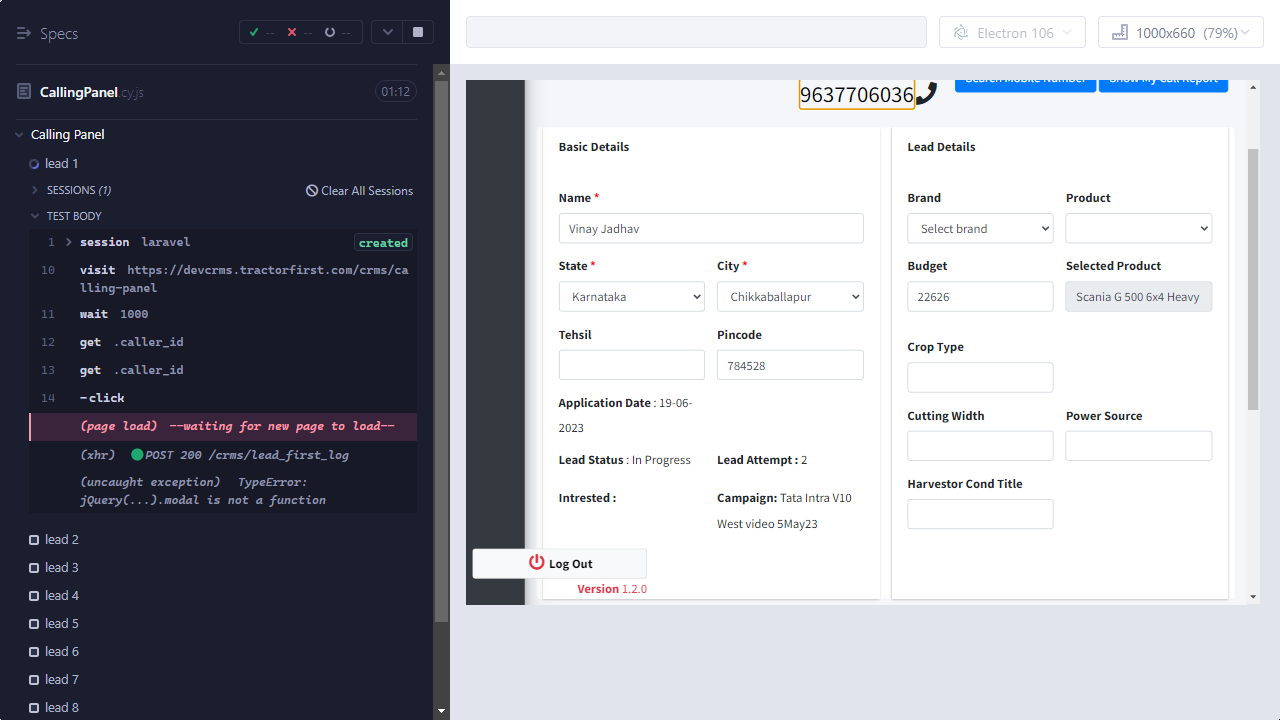 Specs
--
--
--
Electron 106
1000x660 (79%)
CallingPanel.cy.js
01:12
Calling Panel
lead 1
SESSIONS (1)
Clear All Sessions
TEST BODY
1 session laravel created
10 visit https://devcrms.tractorfirst.com/crms/ca
lling-panel
11 wait 1000
12 get .caller_id
13 get .caller_id
14 -click
(page load) --waiting for new page to load--
(xhr) POST 200 /crms/lead_first_log
(uncaught exception) TypeError:
jQuery(...).modal is not a function
lead 2
lead 3
lead 4
lead 5
lead 6
lead 7
lead 8
9637706036
Search Mobile Number
Show My Call Report
Basic Details
Name *
Vinay Jadhav
State *
City *
Karnataka
Chikkaballapur
Tehsil
Pincode
784528
Application Date : 19-06-
2023
Lead Status : In Progress
Lead Attempt : 2
Intrested :
Campaign: Tata Intra V10
West video 5May23
Log Out
Version 1.2.0
Lead Details
Brand
Product
Select brand
Budget
Selected Product
22626
Scania G 500 6x4 Heavy
Crop Type
Cutting Width
Power Source
Harvestor Cond Title